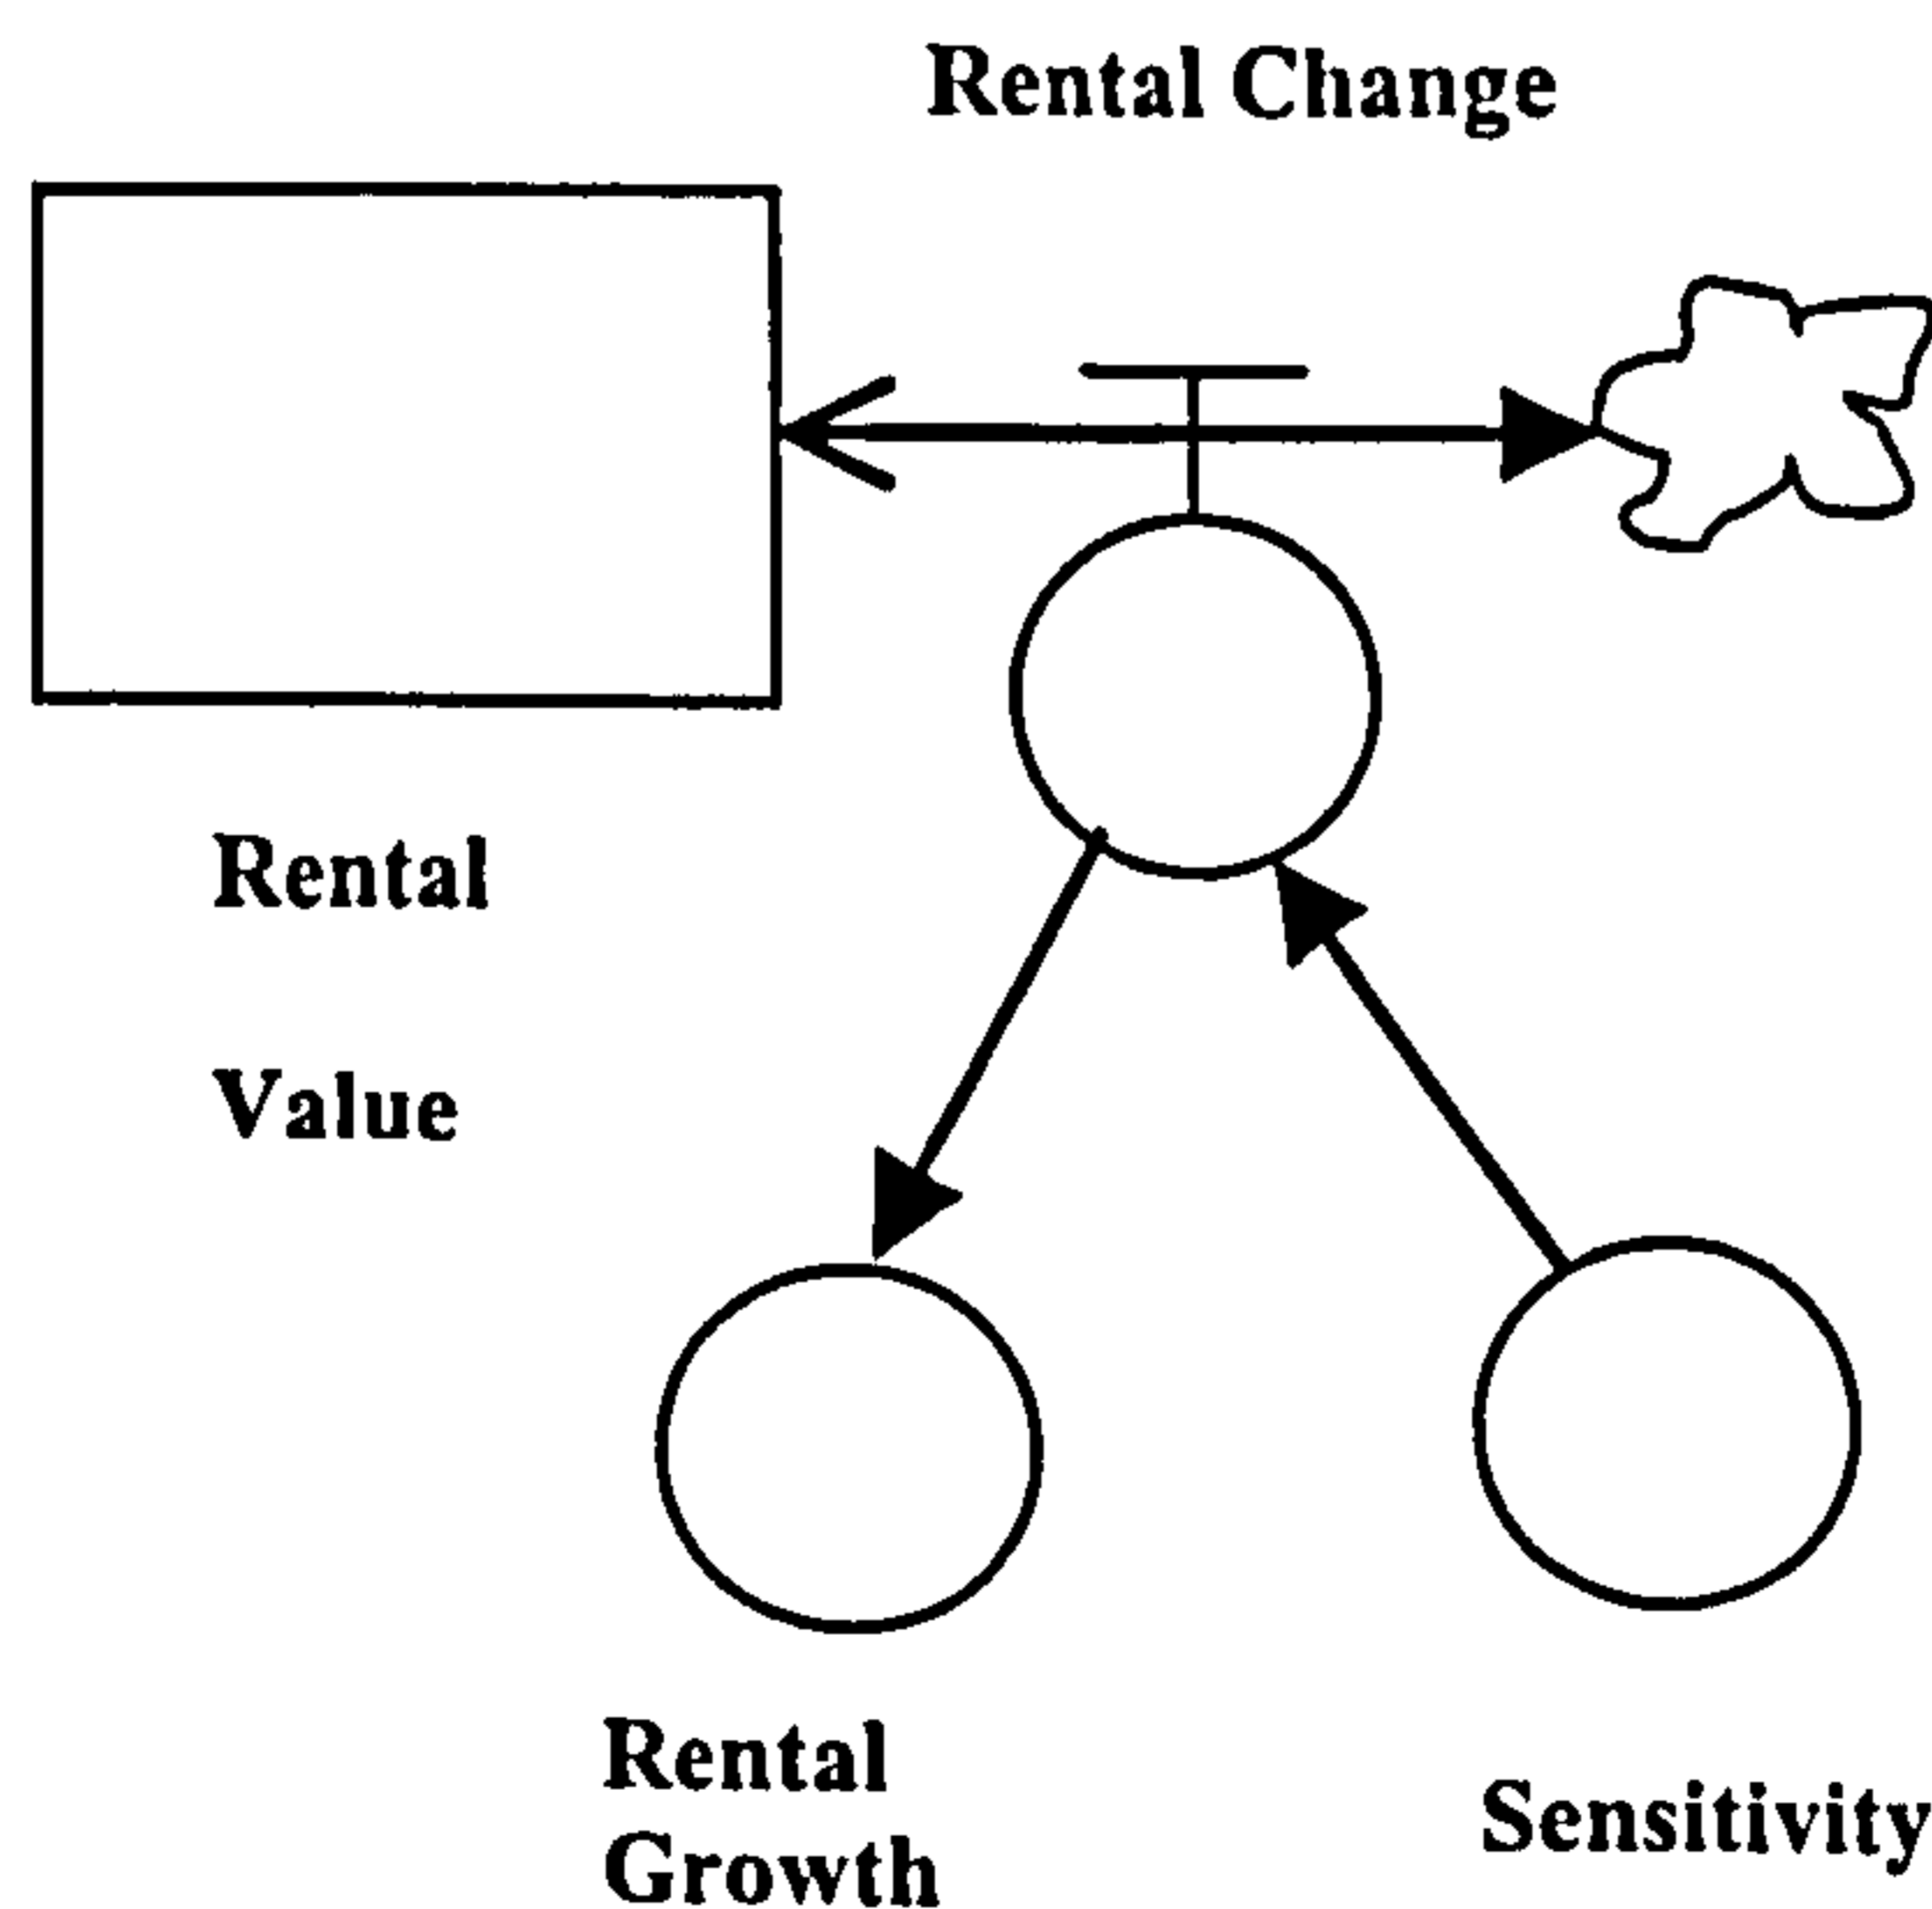 Rental Change
Rental
Value
Rental
Growth
Sensitivity